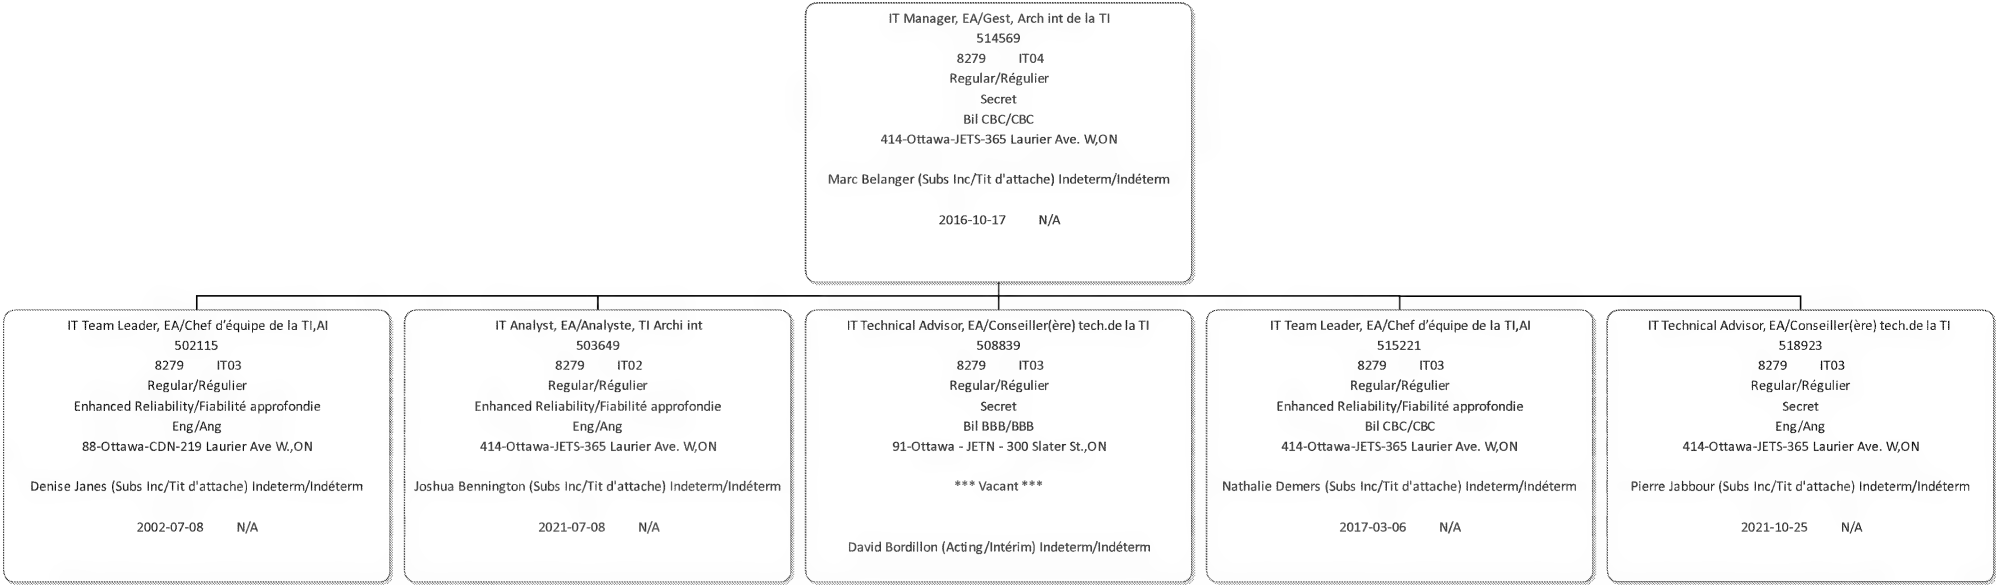 IT Manager, EA/Gest, Arch int de la TI
514569
8279 IT04
Regular/Régulier
Secret
Bil CBC/CBC
414-Ottawa-JETS-365 Laurier Ave. W,ON
Marc Belanger (Subs Inc/Tit d'attache) Indeterm/Indéterm
2016-10-17 N/A
IT Team Leader, EA/Chef d’équipe de la TI,AI
502115
8279 IT03
Regular/Régulier
Enhanced Reliability/Fiabilité approfondie
Eng/Ang
88-Ottawa-CDN-219 Laurier Ave W.,ON
Denise Janes (Subs Inc/Tit d'attache) Indeterm/Indéterm
2002-07-08 N/A
IT Analyst, EA/Analyste, TI Archi int
503649
8279 IT02
Regular/Régulier
Enhanced Reliability/Fiabilité approfondie
Eng/Ang
414-Ottawa-JETS-365 Laurier Ave. W,ON
Joshua Bennington (Subs Inc/Tit d'attache) Indeterm/Indéterm
2021-07-08 N/A
IT Technical Advisor, EA/Conseiller(ère) tech.de la TI
508839
8279 IT03
Regular/Régulier
Secret
Bil BBB/BBB
91-Ottawa - JETN - 300 Slater St.,ON
*** Vacant ***
David Bordillon (Acting/Intérim) Indeterm/Indéterm
IT Team Leader, EA/Chef d’équipe de la TI,AI
515221
8279 IT03
Regular/Régulier
Enhanced Reliability/Fiabilité approfondie
Bil CBC/CBC
414-Ottawa-JETS-365 Laurier Ave. W,ON
Nathalie Demers (Subs Inc/Tit d'attache) Indeterm/Indéterm
2017-03-06 N/A
IT Technical Advisor, EA/Conseiller(ère) tech.de la TI
518923
8279 IT03
Regular/Régulier
Secret
Eng/Ang
414-Ottawa-JETS-365 Laurier Ave. W,ON
Pierre Jabbour (Subs Inc/Tit d'attache) Indeterm/Indéterm
2021-10-25 N/A